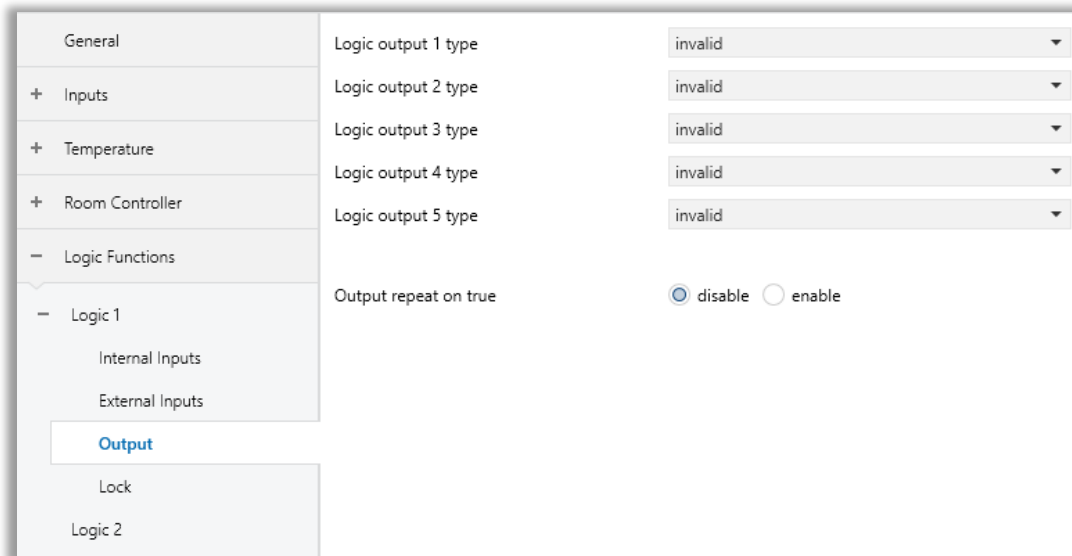 General
+ Inputs
+ Temperature
+ Room Controller
− Logic Functions
− Logic 1
Internal Inputs
External Inputs
Output
Lock
Logic 2
Logic output 1 type invalid
Logic output 2 type invalid
Logic output 3 type invalid
Logic output 4 type invalid
Logic output 5 type invalid
Output repeat on true disable enable